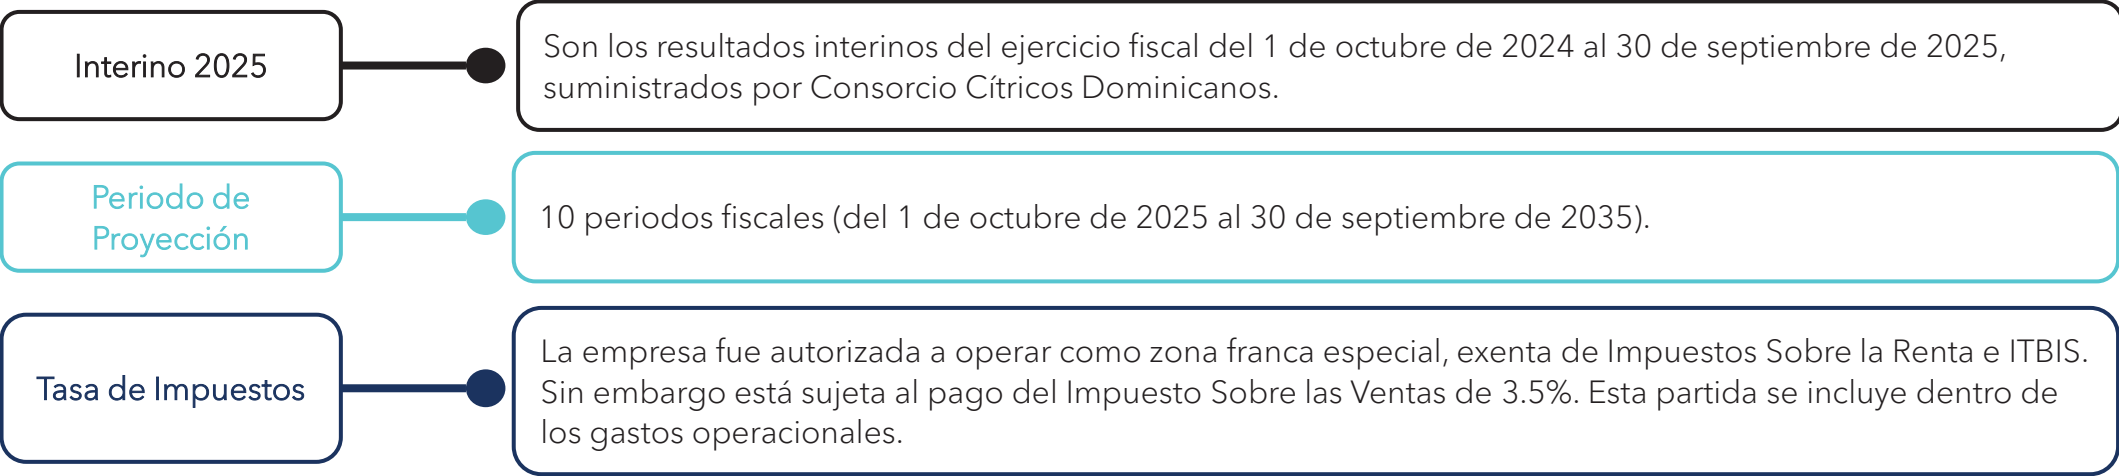 Interino 2025
Son los resultados interinos del ejercicio fiscal del 1 de octubre de 2024 al 30 de septiembre de 2025,
suministrados por Consorcio Cítricos Dominicanos.
Periodo de
Proyección
10 periodos fiscales (del 1 de octubre de 2025 al 30 de septiembre de 2035).
Tasa de Impuestos
La empresa fue autorizada a operar como zona franca especial, exenta de Impuestos Sobre la Renta e ITBIS.
Sin embargo está sujeta al pago del Impuesto Sobre las Ventas de 3.5%. Esta partida se incluye dentro de
los gastos operacionales.